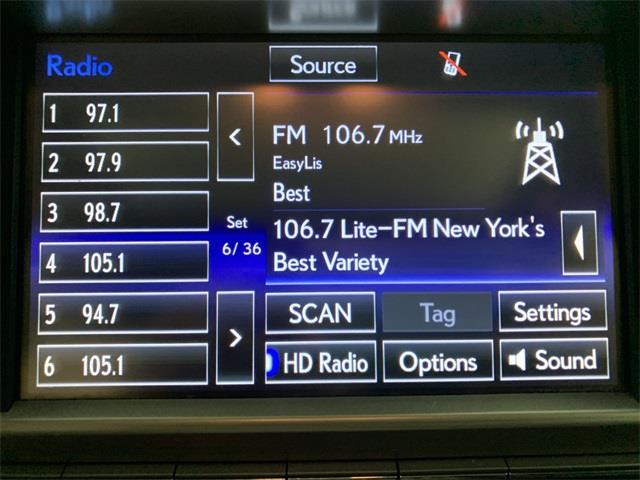 Radio
Source
1 97.1
2 97.9
3 98.7
4 105.1
5 94.7
6 105.1
<
Set
6/ 36
>
FM 106.7 MHz
EasyLis
Best
106.7 Lite-FM New York's
Best Variety
SCAN
Tag
Settings
HD Radio
Options
Sound